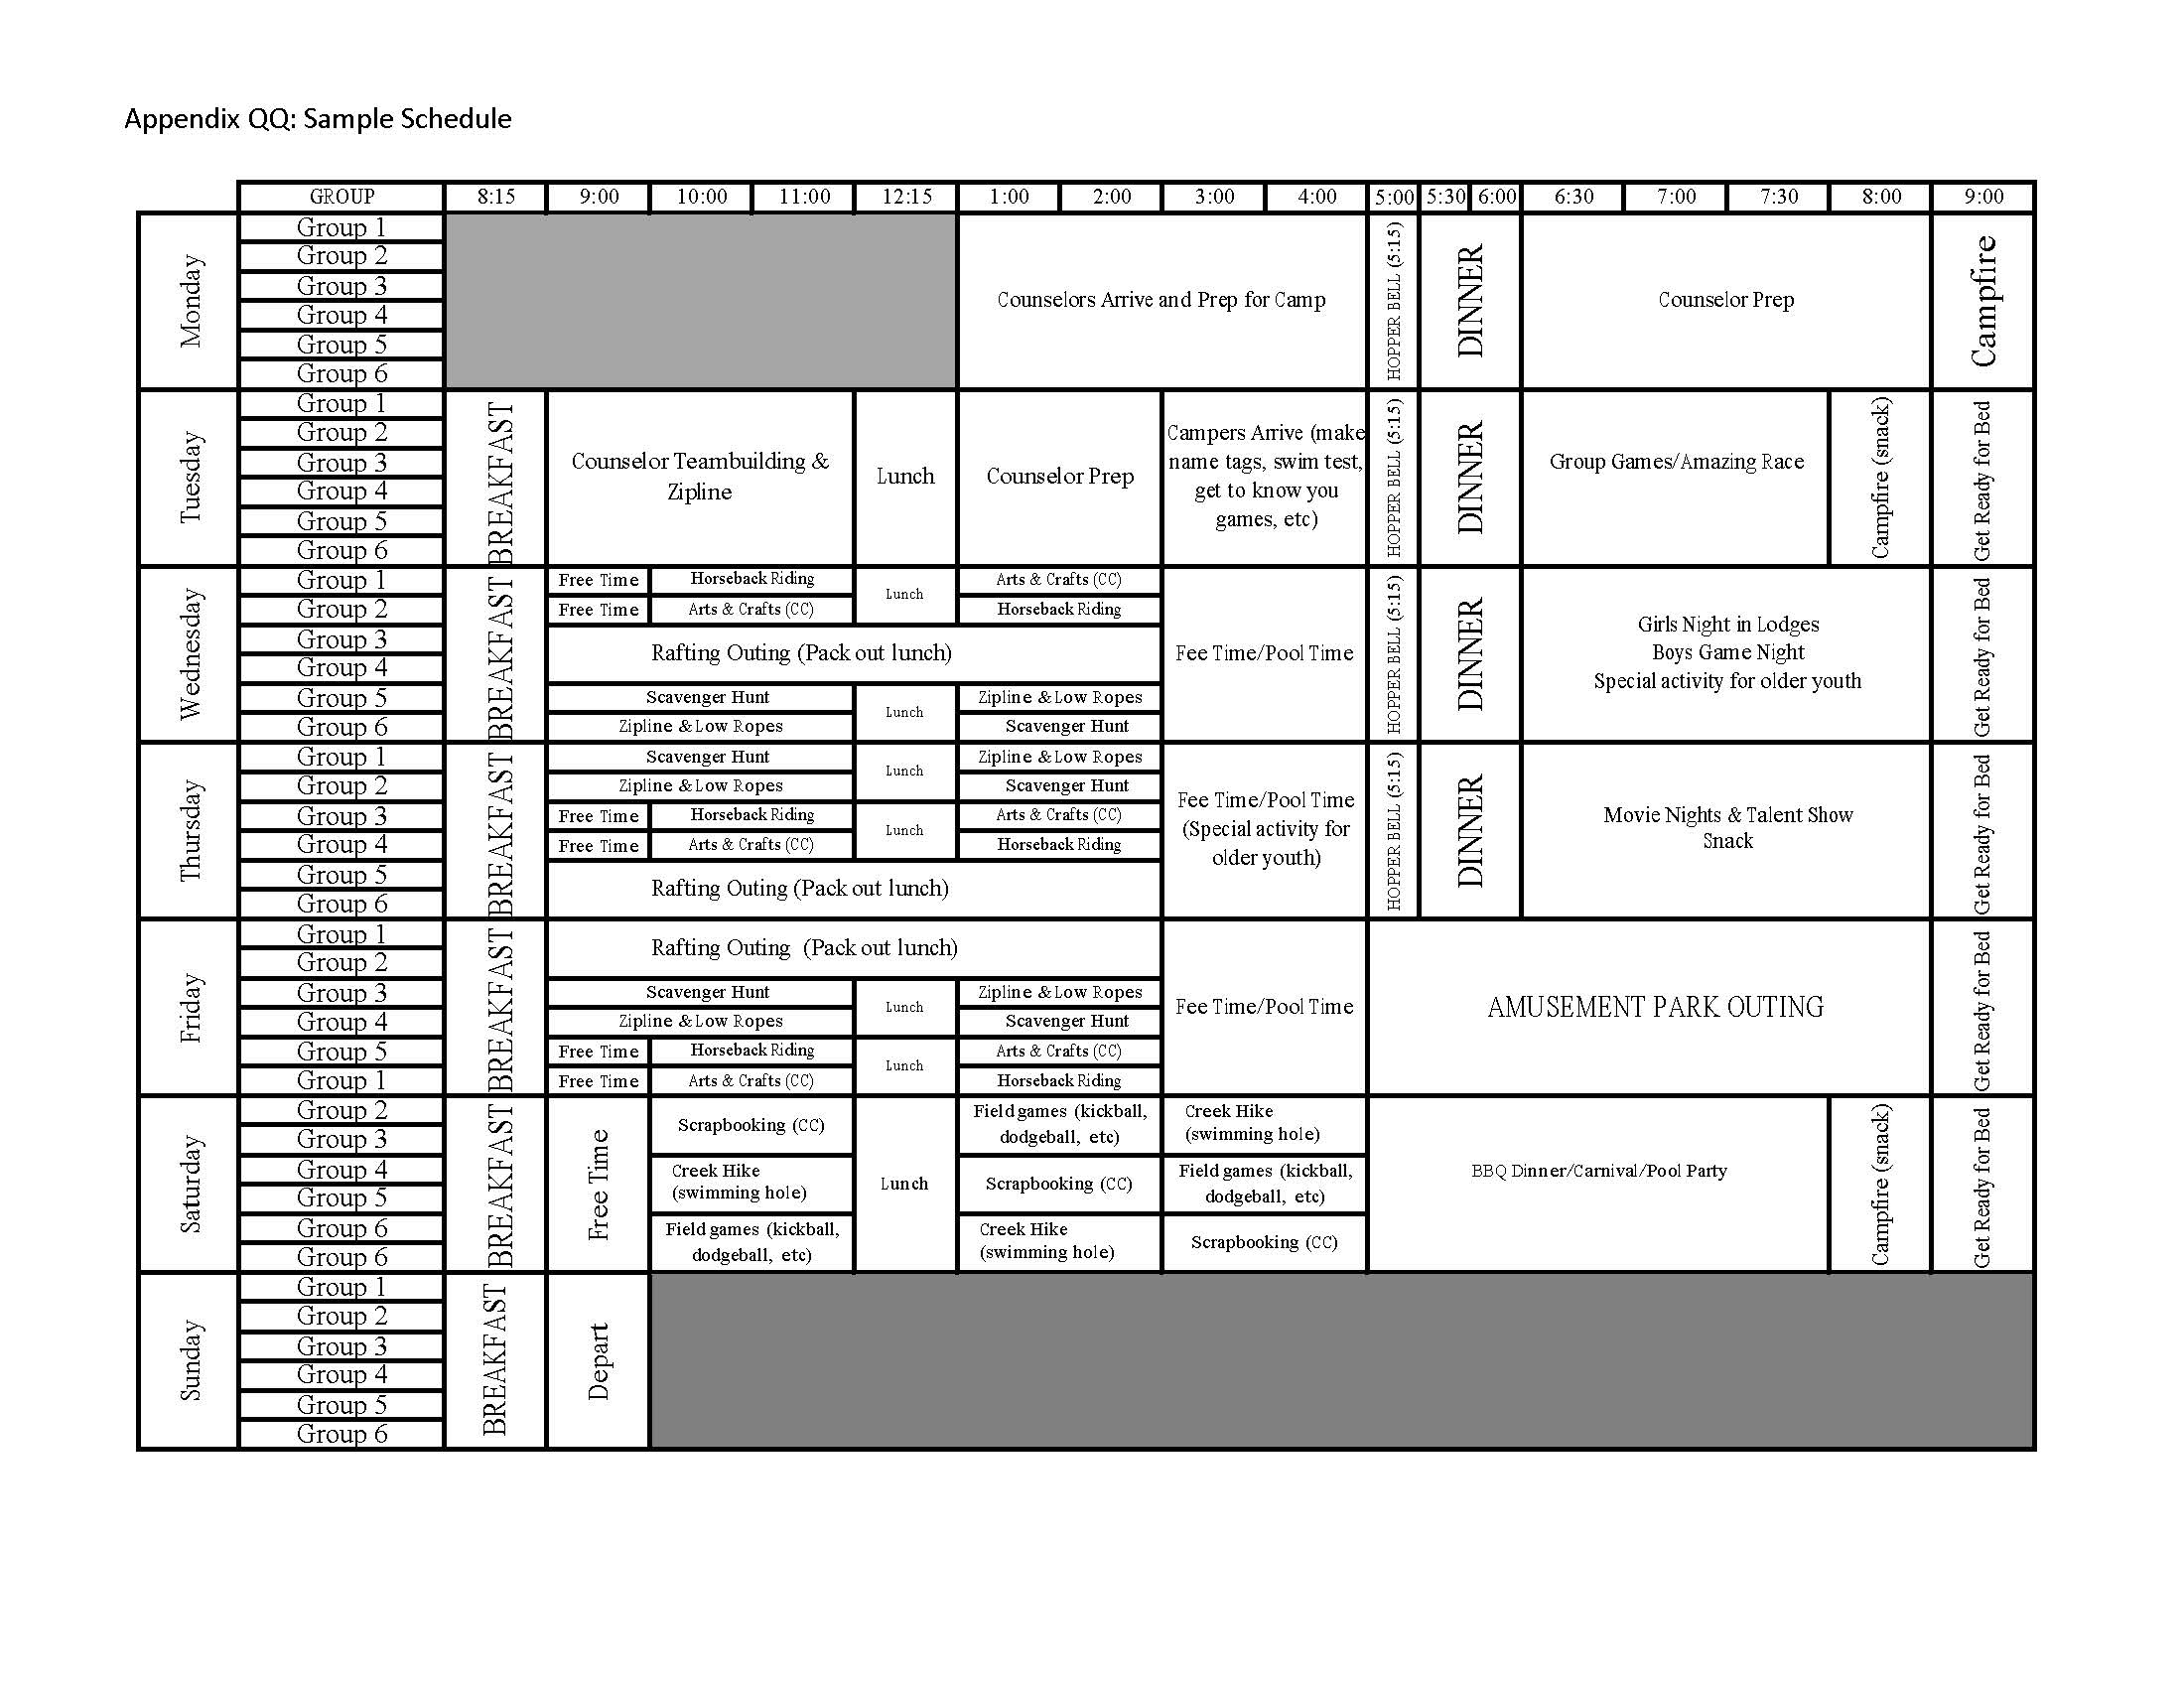 Appendix QQ: Sample Schedule
GROUP 8:15 9:00 10:00 11:00 12:15 1:00 2:00 3:00 4:00 5:00 5:30 6:00 6:30 7:00 7:30 8:00 9:00
Monday
Group 1
Group 2
Group 3
Group 4
Group 5
Group 6
Counselors Arrive and Prep for Camp
HOPPER BELL (5:15)
DINNER
Counselor Prep
Campfire
Tuesday
Group 1
Group 2
Group 3
Group 4
Group 5
Group 6
BREAKFAST
Counselor Teambuilding &
Zipline
Lunch
Counselor Prep
Campers Arrive (make
name tags, swim test,
get to know you
games, etc)
HOPPER BELL (5:15)
DINNER
Group Games/Amazing Race
Campfire (snack)
Get Ready for Bed
Wednesday
Group 1
Group 2
Group 3
Group 4
Group 5
Group 6
BREAKFAST
Free Time Horseback Riding
Free Time Arts & Crafts (CC)
Lunch
Arts & Crafts (CC)
Horseback Riding
Rafting Outing (Pack out lunch)
Scavenger Hunt
Zipline & Low Ropes
Lunch
Zipline & Low Ropes
Scavenger Hunt
Fee Time/Pool Time
HOPPER BELL (5:15)
DINNER
Girls Night in Lodges
Boys Game Night
Special activity for older youth
Get Ready for Bed
Thursday
Group 1
Group 2
Group 3
Group 4
Group 5
Group 6
BREAKFAST
Scavenger Hunt
Zipline & Low Ropes
Lunch
Zipline & Low Ropes
Scavenger Hunt
Free Time Horseback Riding
Free Time Arts & Crafts (CC)
Lunch
Arts & Crafts (CC)
Horseback Riding
Rafting Outing (Pack out lunch)
Fee Time/Pool Time
(Special activity for
older youth)
HOPPER BELL (5:15)
DINNER
Movie Nights & Talent Show
Snack
Get Ready for Bed
Friday
Group 1
Group 2
Group 3
Group 4
Group 5
Group 1
BREAKFAST
Rafting Outing (Pack out lunch)
Scavenger Hunt
Zipline & Low Ropes
Lunch
Zipline & Low Ropes
Scavenger Hunt
Free Time Horseback Riding
Free Time Arts & Crafts (CC)
Lunch
Arts & Crafts (CC)
Horseback Riding
Fee Time/Pool Time
AMUSEMENT PARK OUTING
Get Ready for Bed
Saturday
Group 2
Group 3
Group 4
Group 5
Group 6
Group 6
BREAKFAST
Free Time
Scrapbooking (CC)
Creek Hike
(swimming hole)
Field games (kickball,
dodgeball, etc)
Lunch
Field games (kickball,
dodgeball, etc)
Scrapbooking (CC)
Creek Hike
(swimming hole)
Creek Hike
(swimming hole)
Field games (kickball,
dodgeball, etc)
Scrapbooking (CC)
BBQ Dinner/Carnival/Pool Party
Campfire (snack)
Get Ready for Bed
Sunday
Group 1
Group 2
Group 3
Group 4
Group 5
Group 6
BREAKFAST
Depart